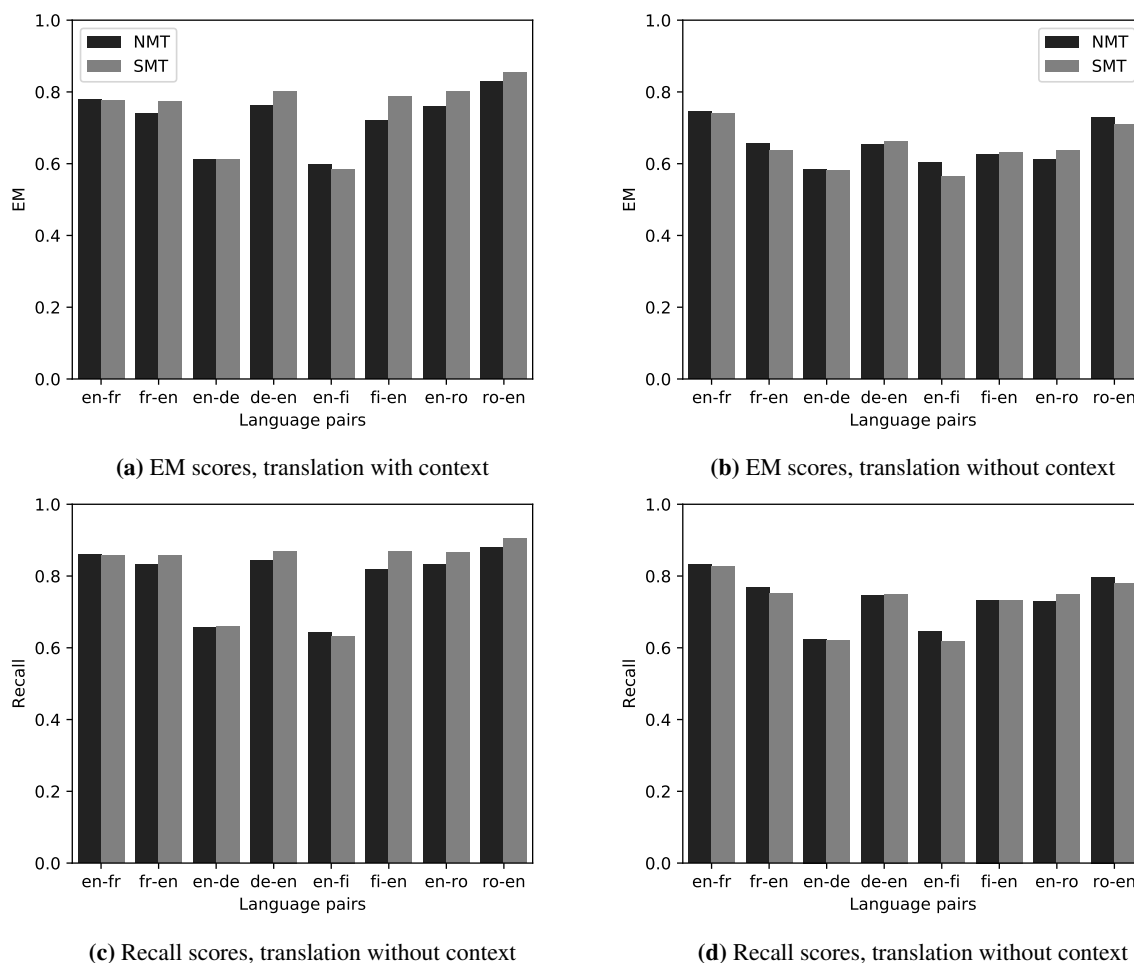 1.0
NMT
SMT
0.8
0.6
EM
0.4
0.2
0.0
en-fr fr-en en-de de-en en-fi fi-en en-ro ro-en
Language pairs
(a) EM scores, translation with context
1.0
NMT
SMT
0.8
0.6
EM
0.4
0.2
0.0
en-fr fr-en en-de de-en en-fi fi-en en-ro ro-en
Language pairs
(b) EM scores, translation without context
1.0
0.8
0.6
Recall
0.4
0.2
0.0
en-fr fr-en en-de de-en en-fi fi-en en-ro ro-en
Language pairs
(c) Recall scores, translation without context
1.0
0.8
0.6
Recall
0.4
0.2
0.0
en-fr fr-en en-de de-en en-fi fi-en en-ro ro-en
Language pairs
(d) Recall scores, translation without context